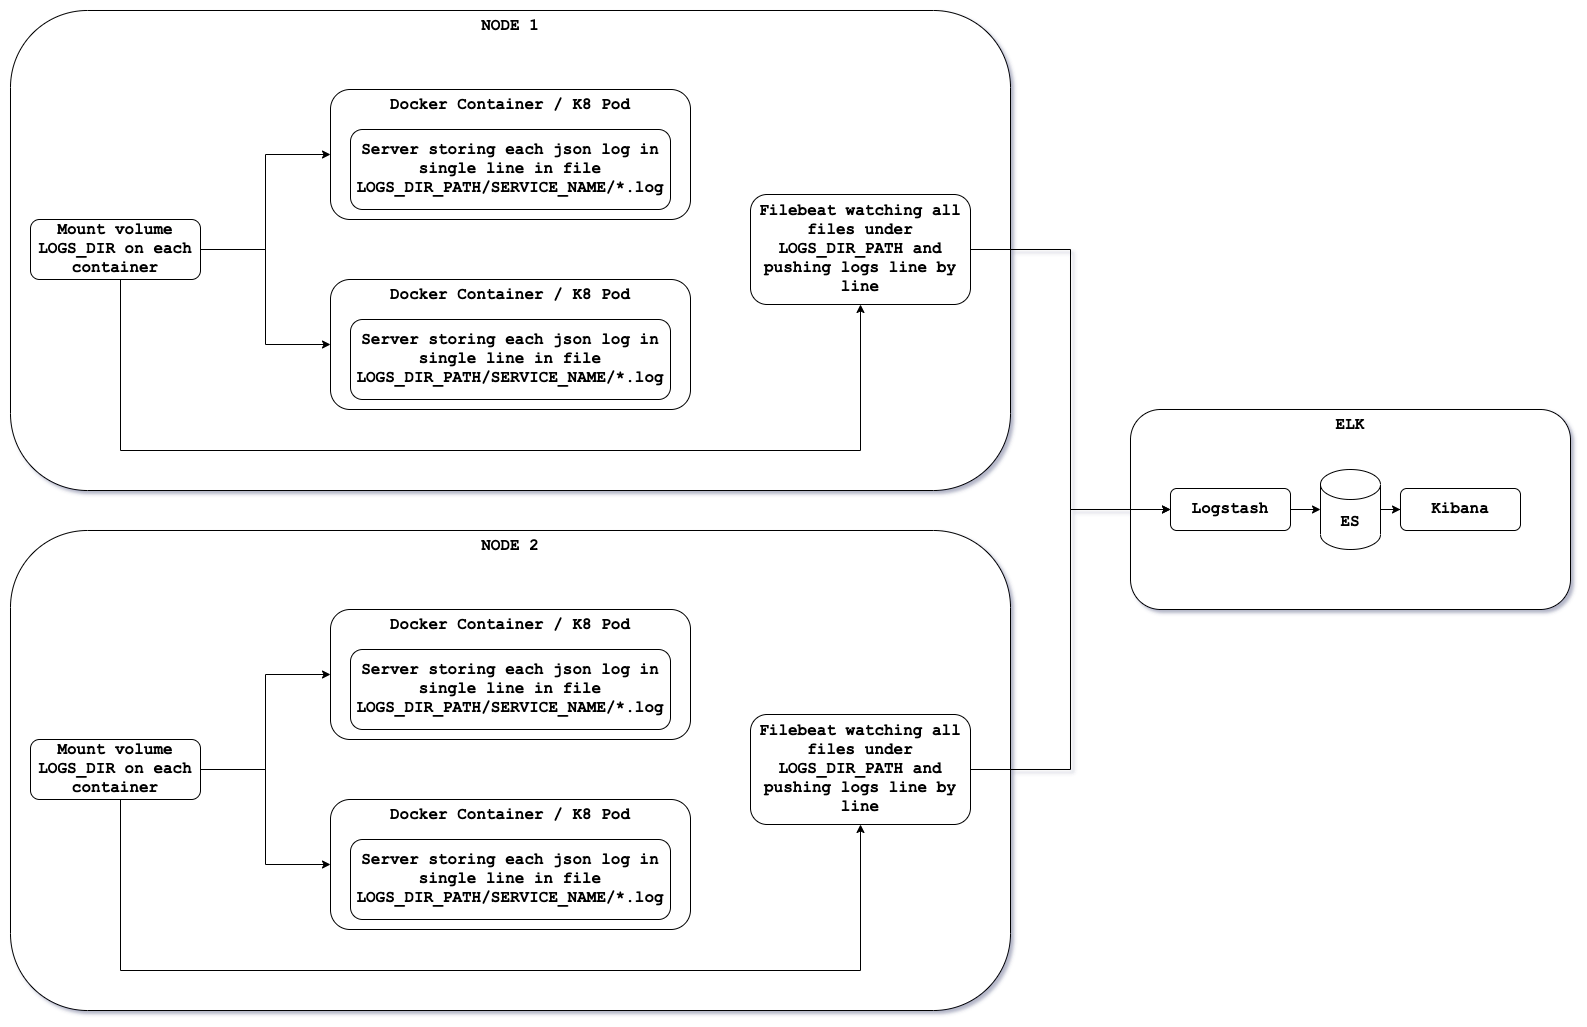 NODE 1
Docker Container / K8 Pod
Server storing each json log in
single line in file
LOGS_DIR_PATH/SERVICE_NAME/*.log
Mount volume
LOGS_DIR on each
container
Docker Container / K8 Pod
Server storing each json log in
single line in file
LOGS_DIR_PATH/SERVICE_NAME/*.log
Filebeat watching all
files under
LOGS_DIR_PATH and
pushing logs line by
line
NODE 2
Docker Container / K8 Pod
Server storing each json log in
single line in file
LOGS_DIR_PATH/SERVICE_NAME/*.log
Mount volume
LOGS_DIR on each
container
Docker Container / K8 Pod
Server storing each json log in
single line in file
LOGS_DIR_PATH/SERVICE_NAME/*.log
Filebeat watching all
files under
LOGS_DIR_PATH and
pushing logs line by
line
ELK
Logstash
ES
Kibana